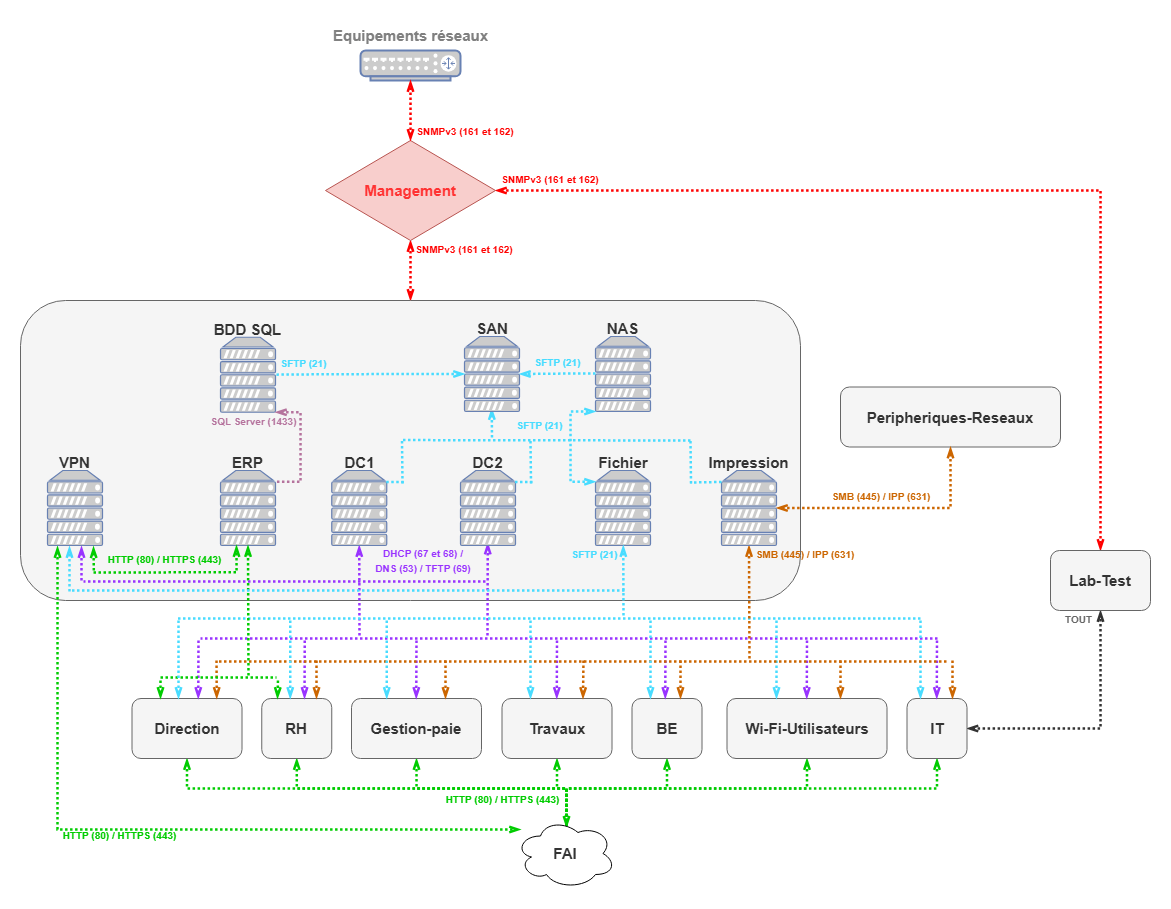 Equipements réseaux
SNMPv3 (161 et 162)
Management
SNMPv3 (161 et 162)
SNMPv3 (161 et 162)
BDD SQL
SAN
NAS
SFTP (21)
SFTP (21)
SQL Server (1433)
SFTP (21)
Peripheriques-Reseaux
VPN
ERP
DC1
DC2
Fichier
Impression
SMB (445) / IPP (631)
HTTP (80) / HTTPS (443)
DHCP (67 et 68) /
DNS (53) / TFTP (69)
SFTP (21)
SMB (445) / IPP (631)
Lab-Test
TOUT
Direction
RH
Gestion-paie
Travaux
BE
Wi-Fi-Utilisateurs
IT
HTTP (80) / HTTPS (443)
HTTP (80) / HTTPS (443)
FAI